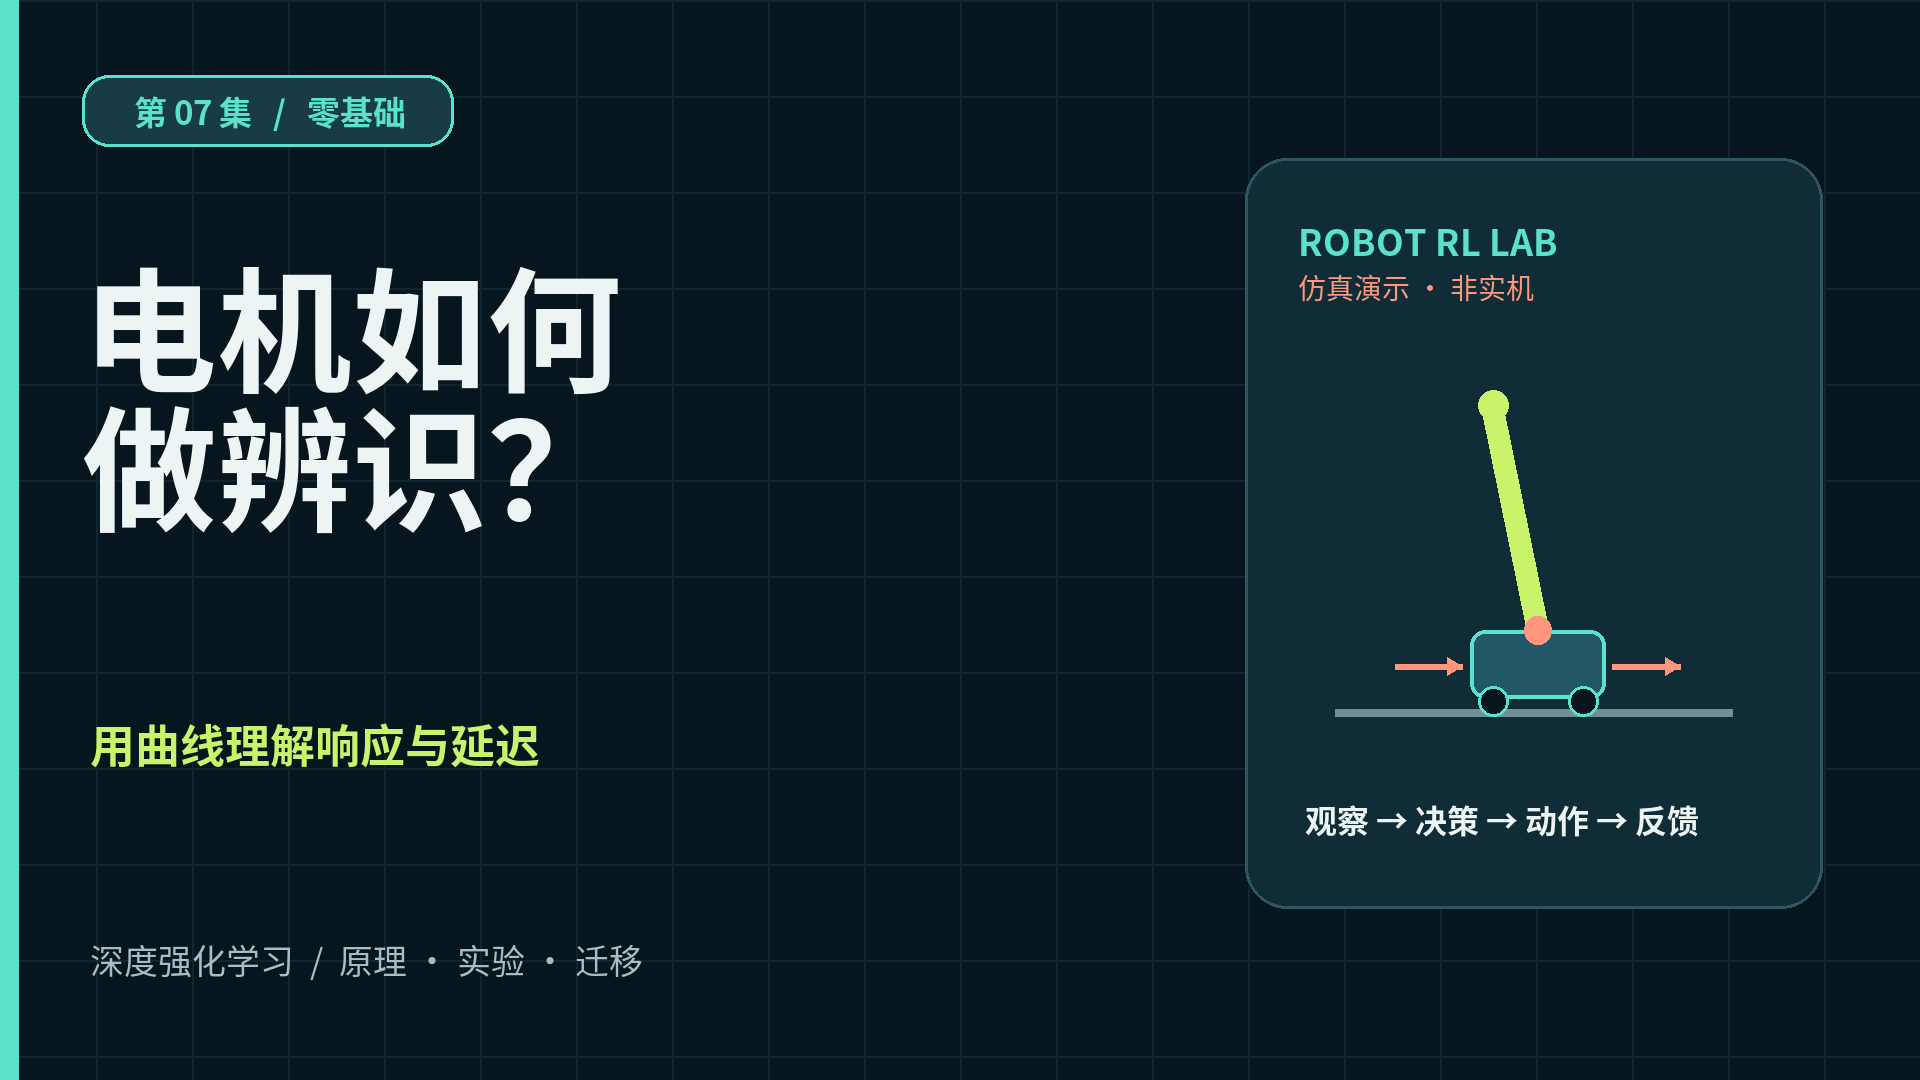 第 07 集 / 零基础
电机如何
做辨识？
用曲线理解响应与延迟
深度强化学习 / 原理 · 实验 · 迁移
ROBOT RL LAB
仿真演示 · 非实机
观察 → 决策 → 动作 → 反馈